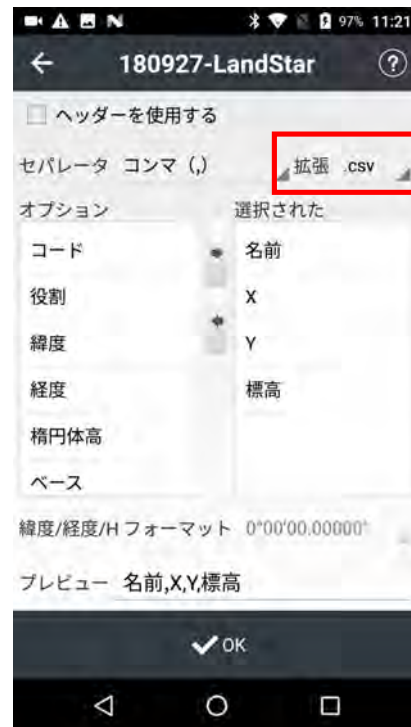 97% 11:21
180927-LandStar ?
ヘッダーを使用する
セパレータ コンマ (,) 拡張 .csv
オプション 選択された
コード 名前
役割 X
緯度 Y
経度 標高
楕円体高
ベース
緯度/経度/H フォーマット 0°00'00.00000"
プレビュー 名前,X,Y,標高
OK